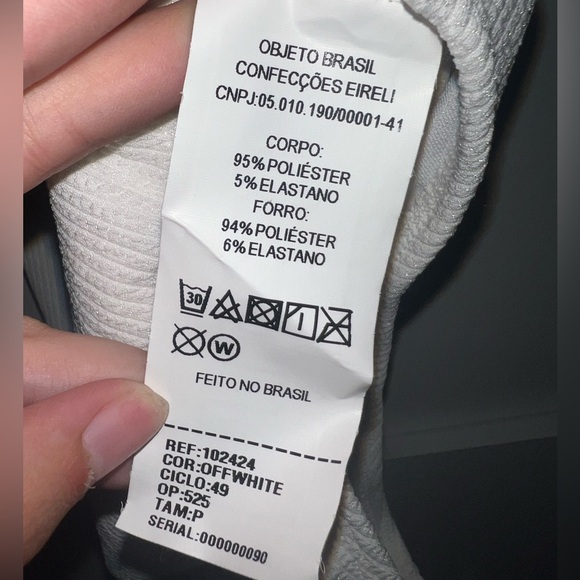 OBJETO BRASIL
CONFECÇÕES EIRELI
CNPJ:05.010.190/00001-41
CORPO:
95% POLIÉSTER
5% ELASTANO
FORRO:
94% POLIÉSTER
6% ELASTANO
30
W
FEITO NO BRASIL
REF:102424
COR:OFFWHITE
CICLO:49
OP:525
TAM:P
SERIAL:000000090